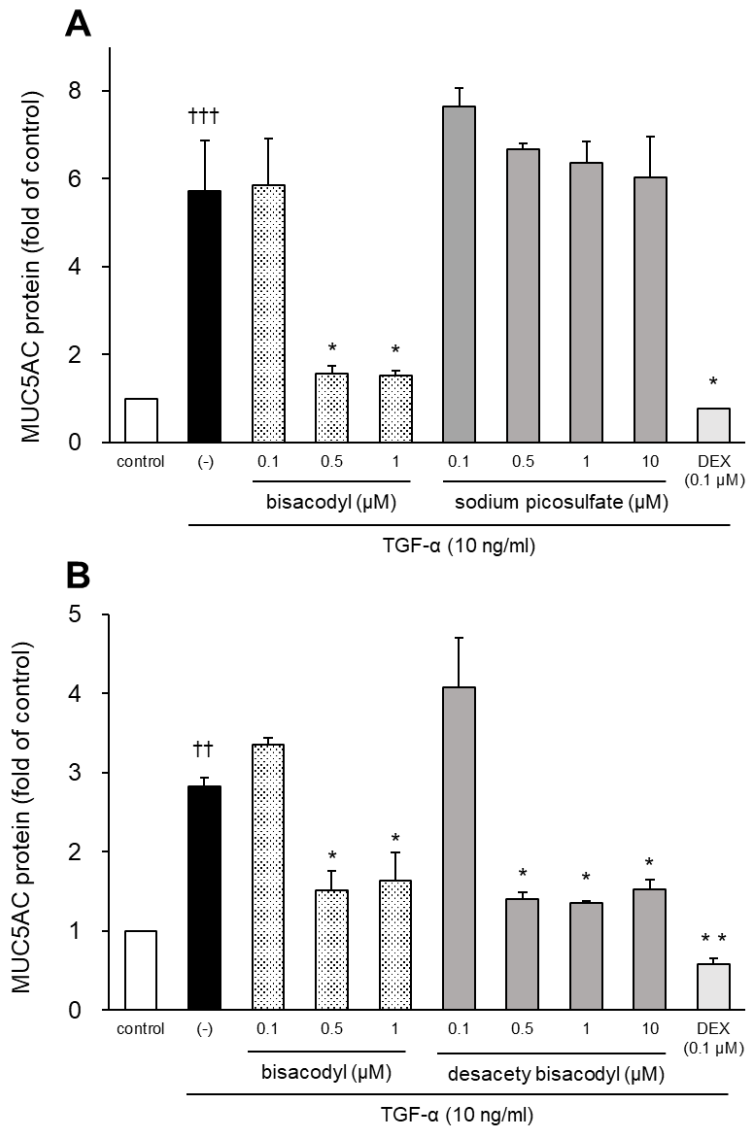 A
MUC5AC protein (fold of control)
8
6
4
2
0
†††
*
*
*
control
(-)
0.1
0.5
1
0.1
0.5
1
10
DEX
(0.1 µM)
bisacodyl (µM)
sodium picosulfate (µM)
TGF-α (10 ng/ml)
B
MUC5AC protein (fold of control)
5
4
3
2
1
0
††
*
*
*
*
*
* *
control
(-)
0.1
0.5
1
0.1
0.5
1
10
DEX
(0.1 µM)
bisacodyl (µM)
desacety bisacodyl (µM)
TGF-α (10 ng/ml)